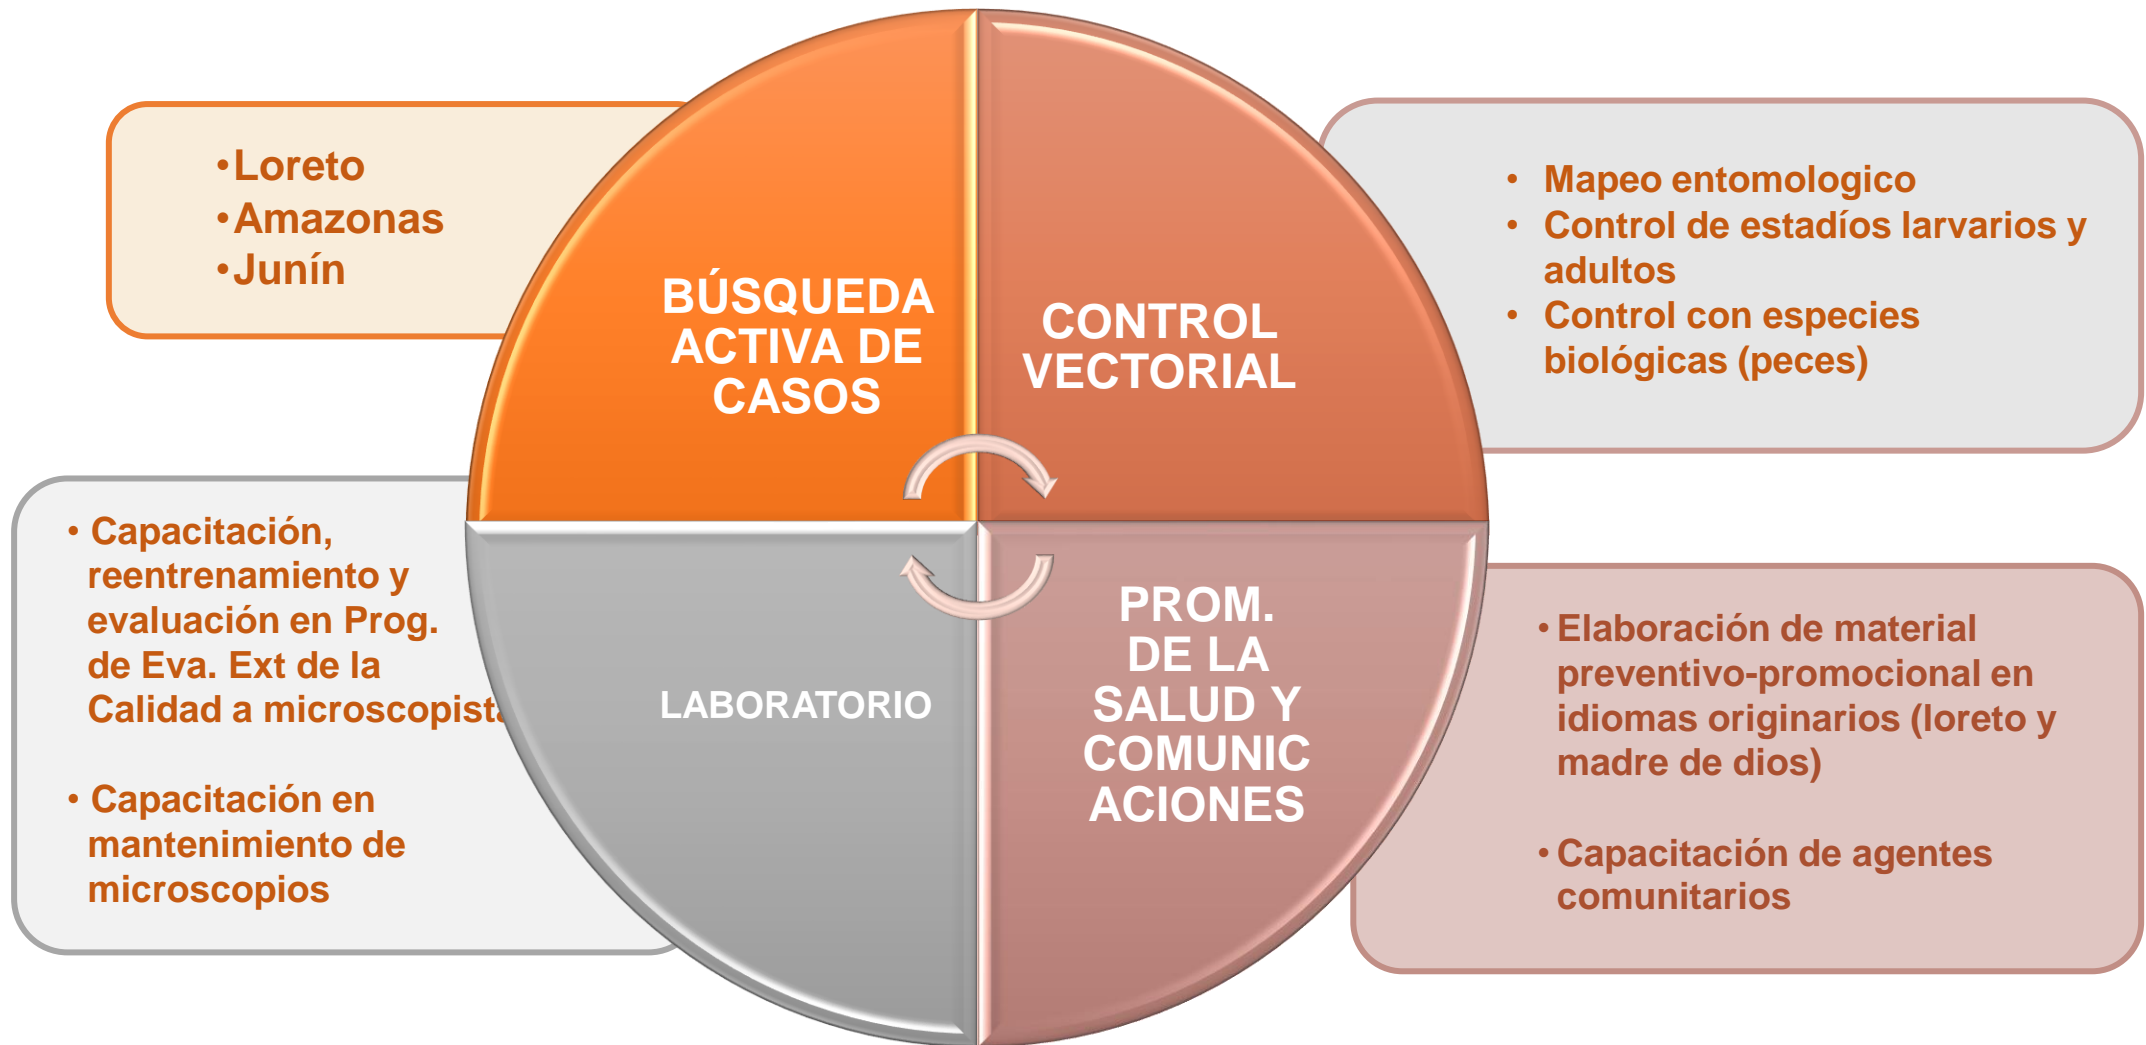 •Loreto
•Amazonas
•Junín
BÚSQUEDA
ACTIVA DE
CASOS
CONTROL
VECTORIAL
• Mapeo entomologico
• Control de estadíos larvarios y
adultos
• Control con especies
biológicas (peces)
• Capacitación,
reentrenamiento y
evaluación en Prog.
de Eva. Ext de la
Calidad a microscopista
• Capacitación en
mantenimiento de
microscopios
LABORATORIO
PROM.
DE LA
SALUD Y
COMUNIC
ACIONES
• Elaboración de material
preventivo-promocional en
idiomas originarios (loreto y
madre de dios)
• Capacitación de agentes
comunitarios